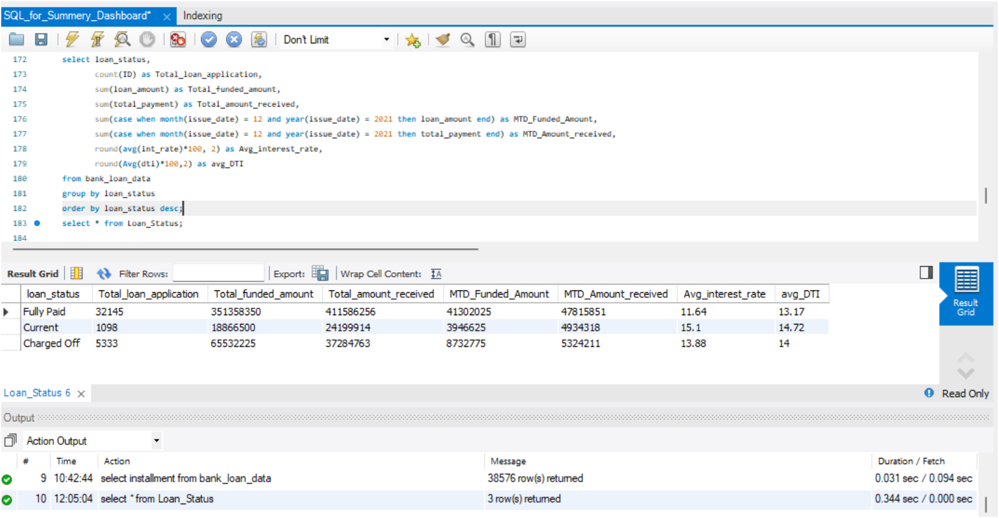 SQL_for_Summery_Dashboard* × Indexing
Don't Limit
172 select loan_status,
173 count(ID) as Total_loan_application,
174 sum(loan_amount) as Total_funded_amount,
175 sum(total_payment) as Total_amount_received,
176 sum(case when month(issue_date) = 12 and year(issue_date) = 2021 then loan_amount end) as MTD_Funded_Amount,
177 sum(case when month(issue_date) = 12 and year(issue_date) = 2021 then total_payment end) as MTD_Amount_received,
178 round(avg(int_rate)*100, 2) as Avg_interest_rate,
179 round(Avg(dti)*100,2) as avg_DTI
180 from bank_loan_data
181 group by loan_status
182 order by loan_status desc;
183 select * from Loan_Status;
184
Result Grid Filter Rows: Export: Wrap Cell Content: IA
loan_status Total_loan_application Total_funded_amount Total_amount_received MTD_Funded_Amount MTD_Amount_received Avg_interest_rate avg_DTI
Fully Paid 32145 351358350 411586256 41302025 47815851 11.64 13.17
Current 1098 18866500 24199914 3946625 4934318 15.1 14.72
Charged Off 5333 65532225 37284763 8732775 5324211 13.88 14
Result
Grid
Loan_Status 6 × Read Only
Output
Action Output
# Time Action Message Duration / Fetch
9 10:42:44 select installment from bank_loan_data 38576 row(s) returned 0.031 sec / 0.094 sec
10 12:05:04 select * from Loan_Status 3 row(s) returned 0.344 sec / 0.000 sec